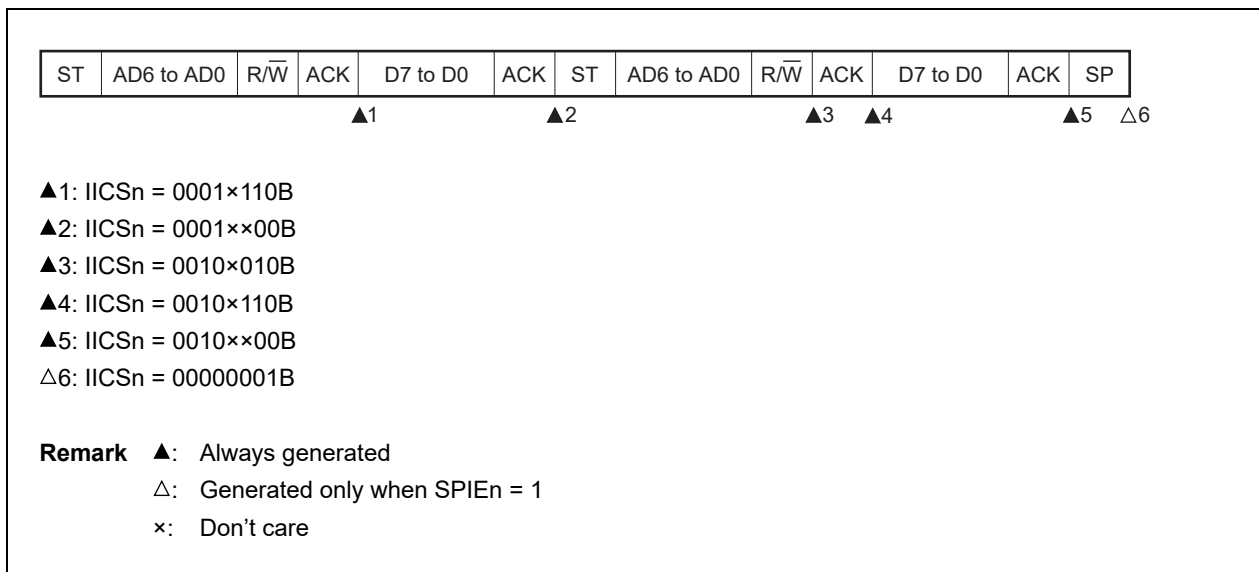 ST AD6 to AD0 R/W̅ ACK D7 to D0 ACK ST AD6 to AD0 R/W̅ ACK D7 to D0 ACK SP
▲1 ▲2 ▲3 ▲4 ▲5 △6
▲1: IICSn = 0001×110B
▲2: IICSn = 0001××00B
▲3: IICSn = 0010×010B
▲4: IICSn = 0010×110B
▲5: IICSn = 0010××00B
△6: IICSn = 00000001B
Remark ▲: Always generated
△: Generated only when SPIEn = 1
×: Don’t care